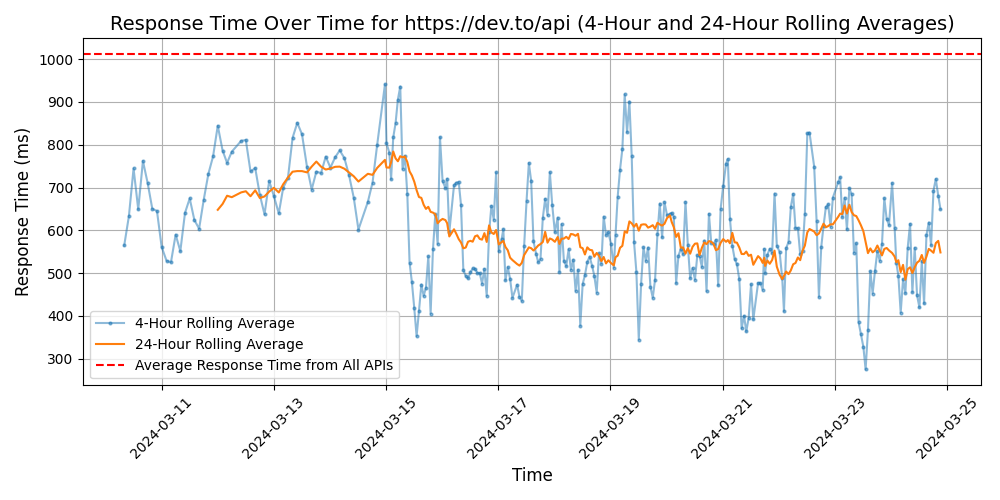 Response Time Over Time for https://dev.to/api (4-Hour and 24-Hour Rolling Averages)
Response Time (ms)
1000
900
800
700
600
500
400
300
4-Hour Rolling Average
24-Hour Rolling Average
Average Response Time from All APIs
2024-03-11
2024-03-13
2024-03-15
2024-03-17
2024-03-19
2024-03-21
2024-03-23
2024-03-25
Time